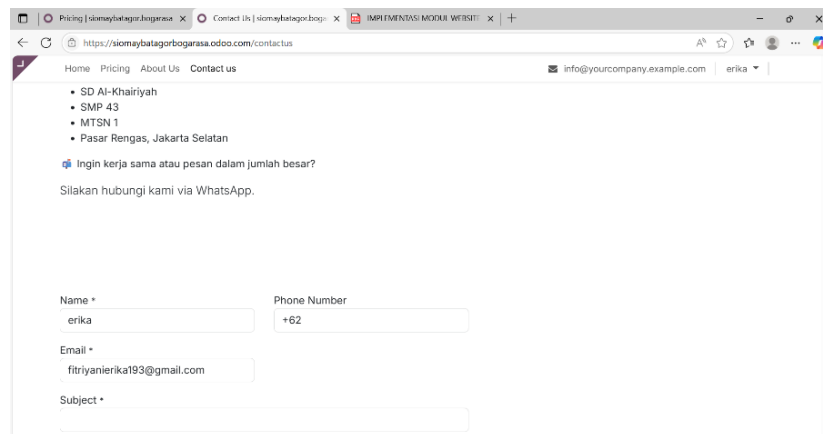 Pricing | siomaybatagor.bogarasa
Contact Us | siomaybatagor.boga
IMPLEMENTASI MODUL WEBSITE
https://siomaybatagorbogarasa.odoo.com/contactus
Home Pricing About Us Contact us
info@yourcompany.example.com
erika
• SD Al-Khairiyah
• SMP 43
• MTSN 1
• Pasar Rengas, Jakarta Selatan
Ingin kerja sama atau pesan dalam jumlah besar?
Silakan hubungi kami via WhatsApp.
Name *
Phone Number
erika
+62
Email *
fitriyanierika193@gmail.com
Subject *